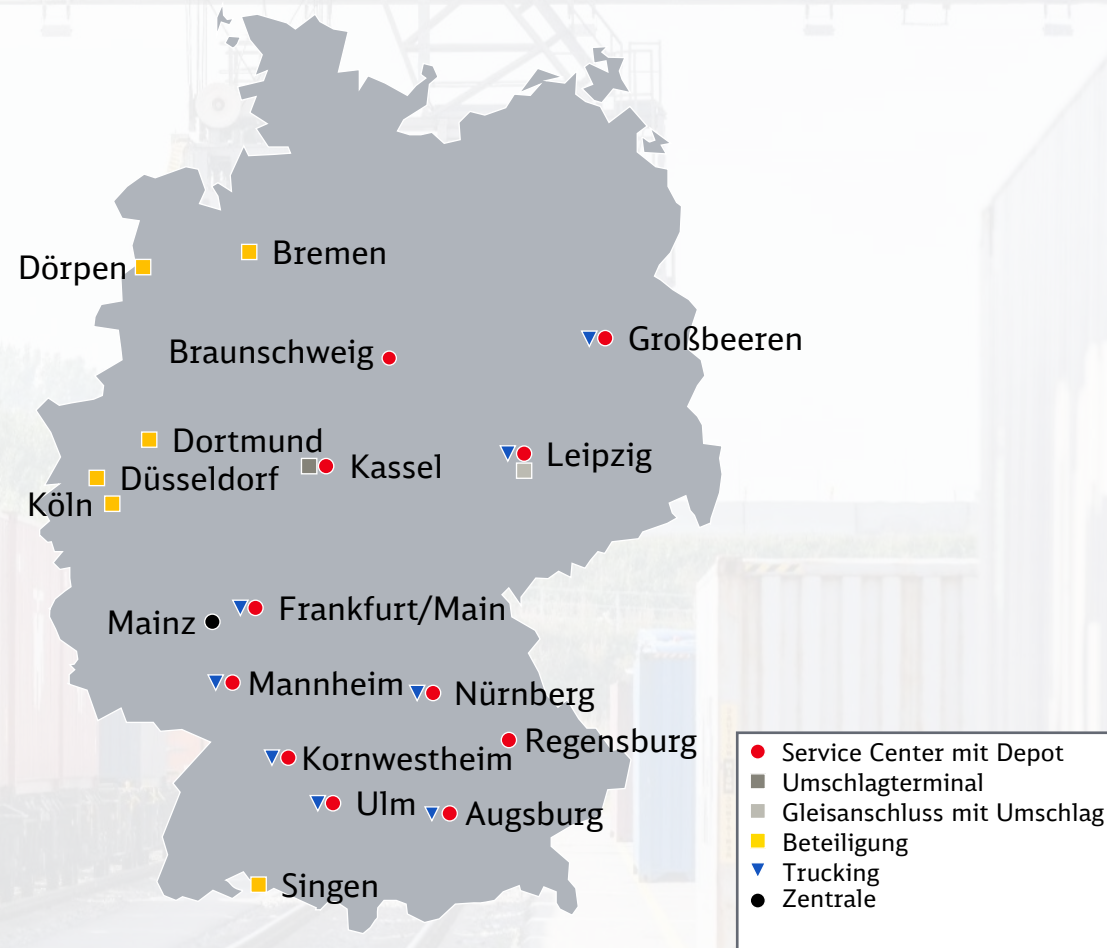 Bremen
Dörpen
Großbeeren
Braunschweig
Dortmund
Leipzig
Kassel
Düsseldorf
Köln
Frankfurt/Main
Mainz
Mannheim
Nürnberg
Regensburg
Kornwestheim
Ulm
Augsburg
Singen
Service Center mit Depot
Umschlagterminal
Gleisanschluss mit Umschlag
Beteiligung
Trucking
Zentrale